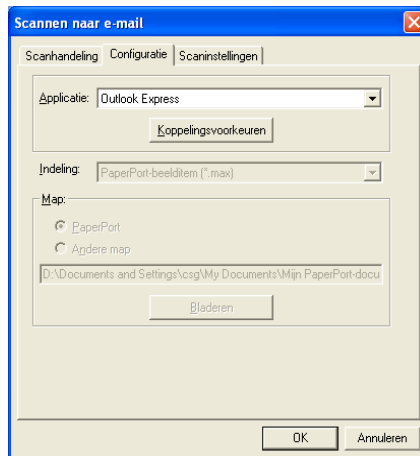 Scannen naar e-mail
Scanhandeling Configuratie Scaninstellingen
Applicatie: Outlook Express
Koppelingsvoorkeuren
Indeling: PaperPort-beelditem (*.max)
Map:
PaperPort
Andere map
D:\Documents and Settings\csg\My Documents\Mijn PaperPort-docu
Bladeren
OK Annuleren